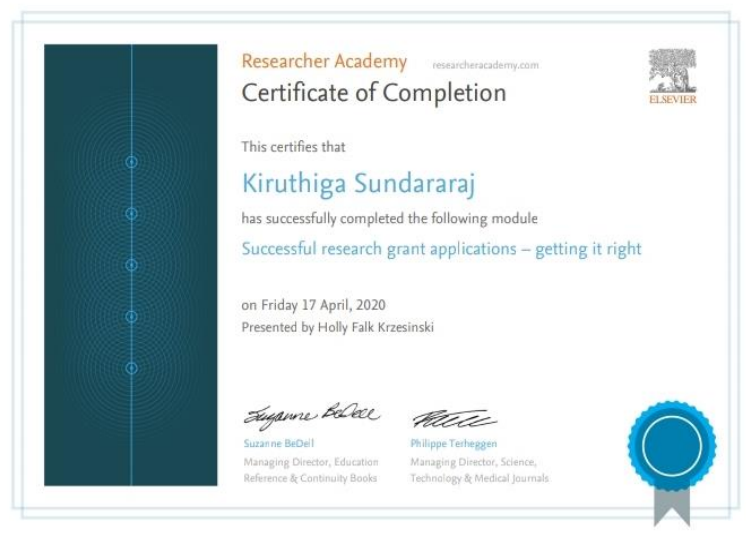 Researcher Academy researcheracademy.com
Certificate of Completion
ELSEVIER
This certifies that
Kiruthiga Sundararaj
has successfully completed the following module
Successful research grant applications – getting it right
on Friday 17 April, 2020
Presented by Holly Falk Krzesinski
Suzanne BeDell
Suzanne BeDell Philippe Terheggen
Managing Director, Education Managing Director, Science,
Reference & Continuity Books Technology & Medical Journals